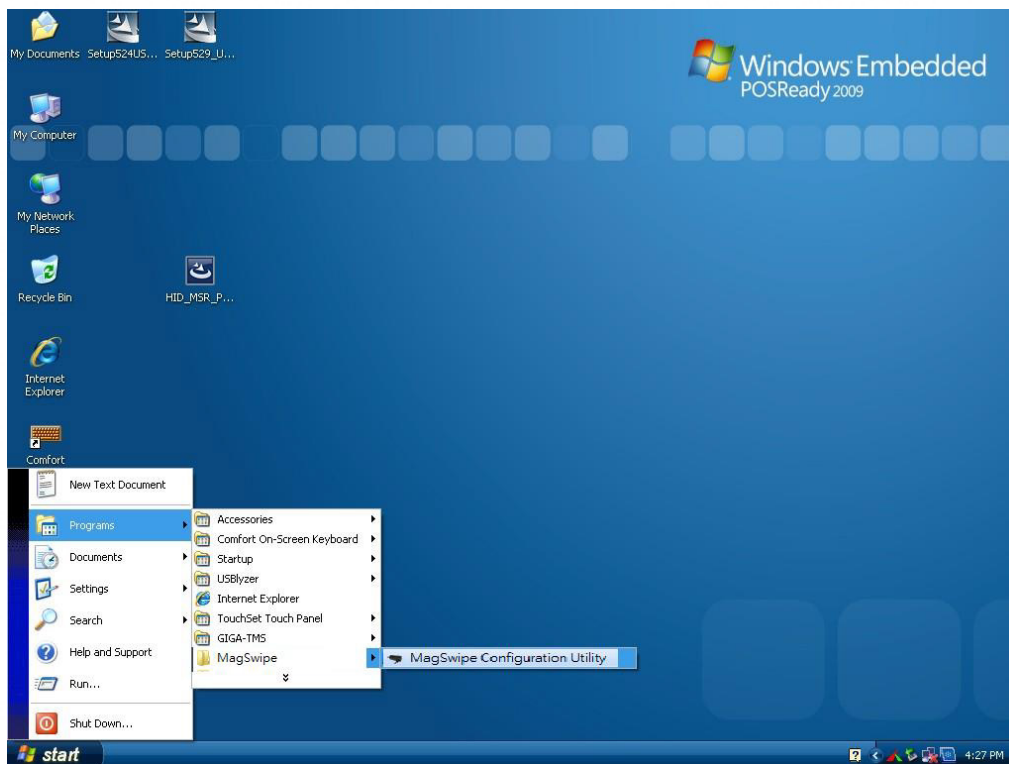 My Documents
Setup524US...
Setup529_U...
Windows Embedded
POSReady 2009
My Computer
My Network
Places
Recycle Bin
HID_MSR_P...
Internet
Explorer
Comfort
New Text Document
Programs
Documents
Settings
Search
Help and Support
Run...
Shut Down...
Accessories
Comfort On-Screen Keyboard
Startup
USBlyzer
Internet Explorer
TouchSet Touch Panel
GIGA-TMS
MagSwipe
MagSwipe Configuration Utility
start
4:27 PM